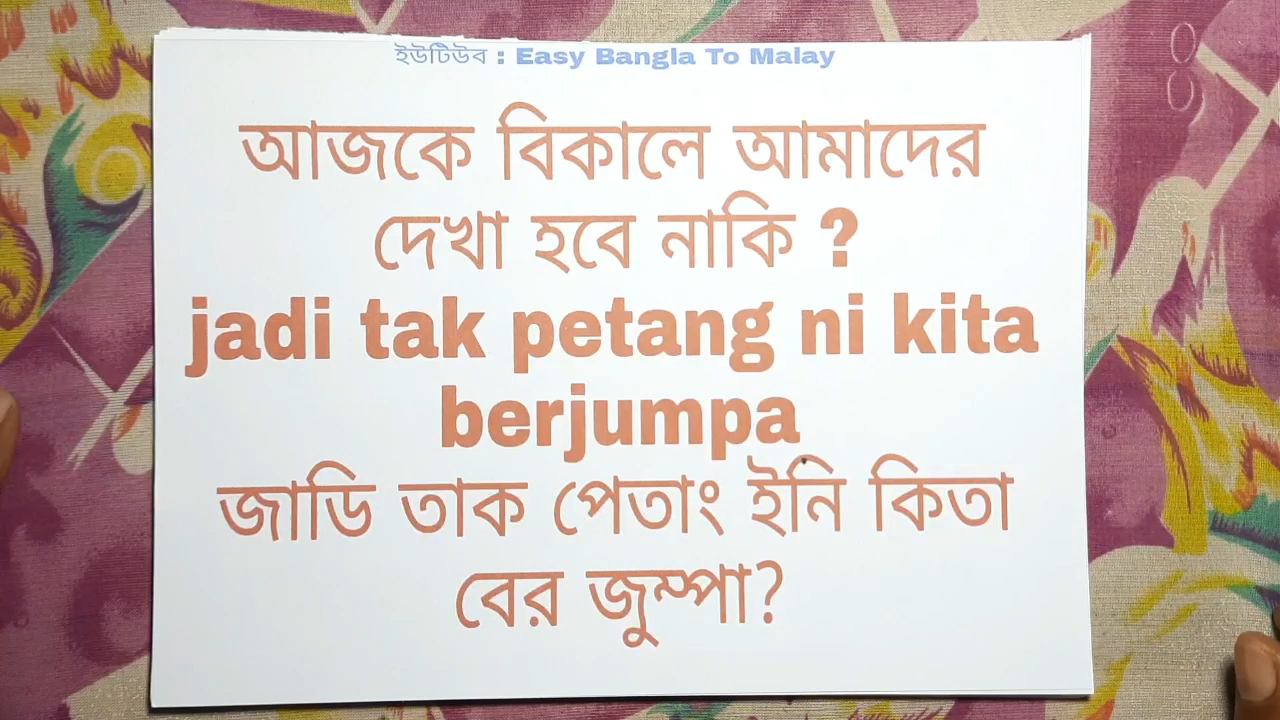 ইউটিউব : Easy Bangla To Malay
আজকে বিকালে আমাদের
দেখা হবে নাকি ?
jadi tak petang ni kita
berjumpa
জাডি তাক পেতাং ইনি কিতা
বের জুম্পা?